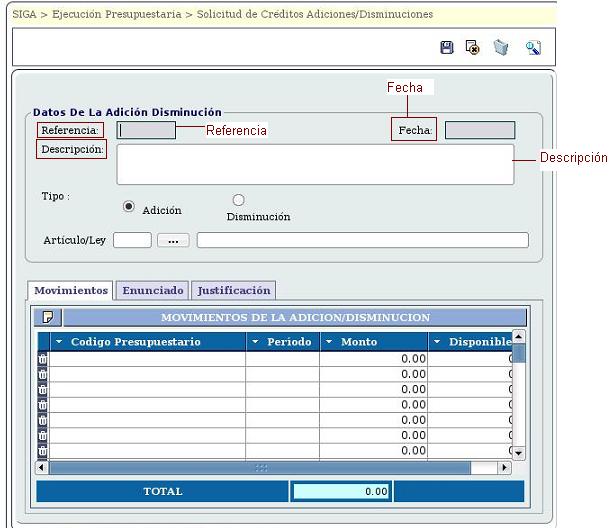 SIGA > Ejecución Presupuestaria > Solicitud de Créditos Adiciones/Disminuciones
Fecha
Datos De La Adición Disminución
Referencia: Referencia Fecha:
Descripción: Descripción
Tipo :
Adición Disminución
Artículo/Ley ...
Movimientos Enunciado Justificación
MOVIMIENTOS DE LA ADICION/DISMINUCION
Codigo Presupuestario Periodo Monto Disponible
0.00
0.00
0.00
0.00
0.00
0.00
0.00
TOTAL 0.00